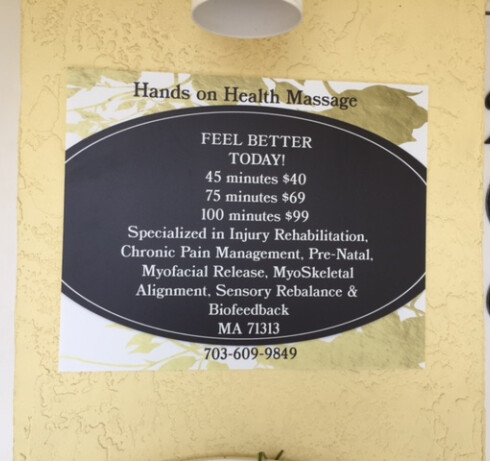 Hands on Health Massage
FEEL BETTER
TODAY!
45 minutes $40
75 minutes $69
100 minutes $99
Specialized in Injury Rehabilitation,
Chronic Pain Management, Pre-Natal,
Myofacial Release, MyoSkeletal
Alignment, Sensory Rebalance &
Biofeedback
MA 71313
703-609-9849